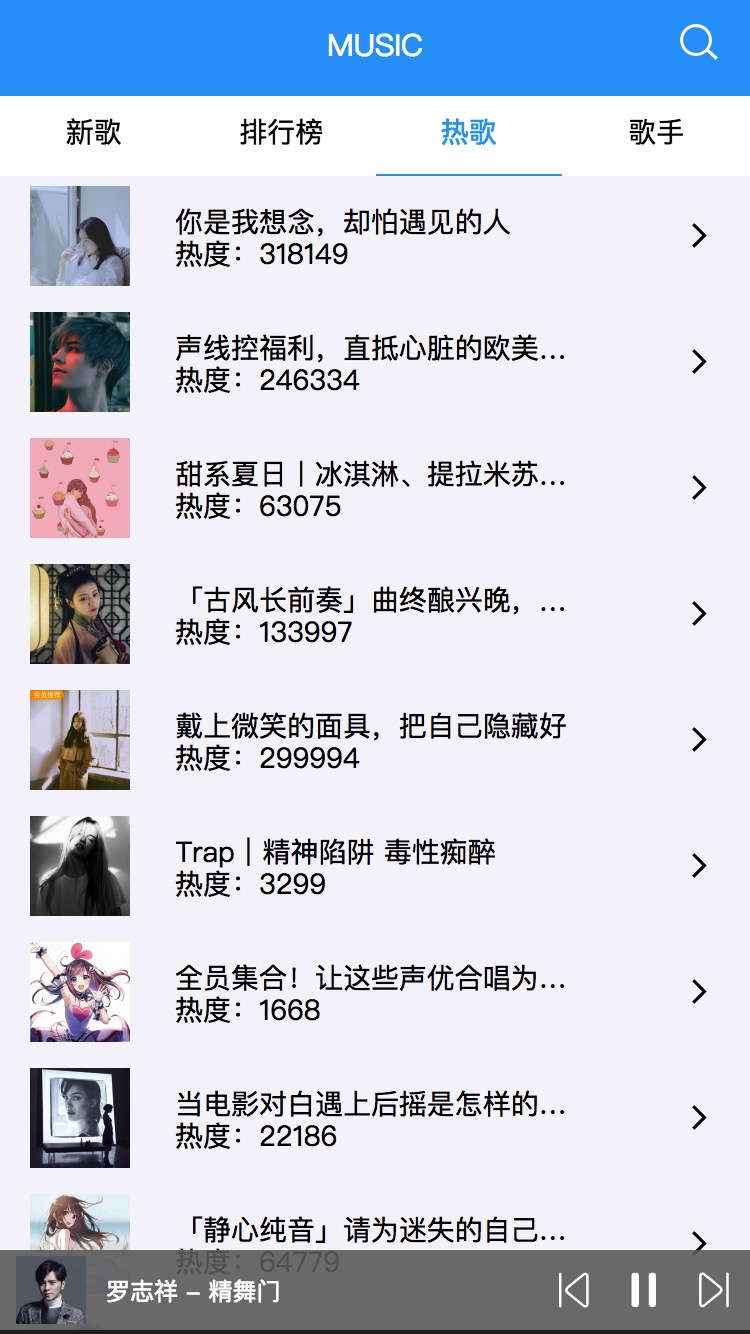 MUSIC
新歌 排行榜 热歌 歌手
你是我想念，却怕遇见的人
热度：318149
声线控福利，直抵心脏的欧美...
热度：246334
甜系夏日｜冰淇淋、提拉米苏...
热度：63075
「古风长前奏」曲终酿兴晚，...
热度：133997
会员推荐
戴上微笑的面具，把自己隐藏好
热度：299994
Trap｜精神陷阱 毒性痴醉
热度：3299
全员集合！让这些声优合唱为...
热度：1668
当电影对白遇上后摇是怎样的...
热度：22186
「静心纯音」请为迷失的自己...
热度：64779
罗志祥 – 精舞门